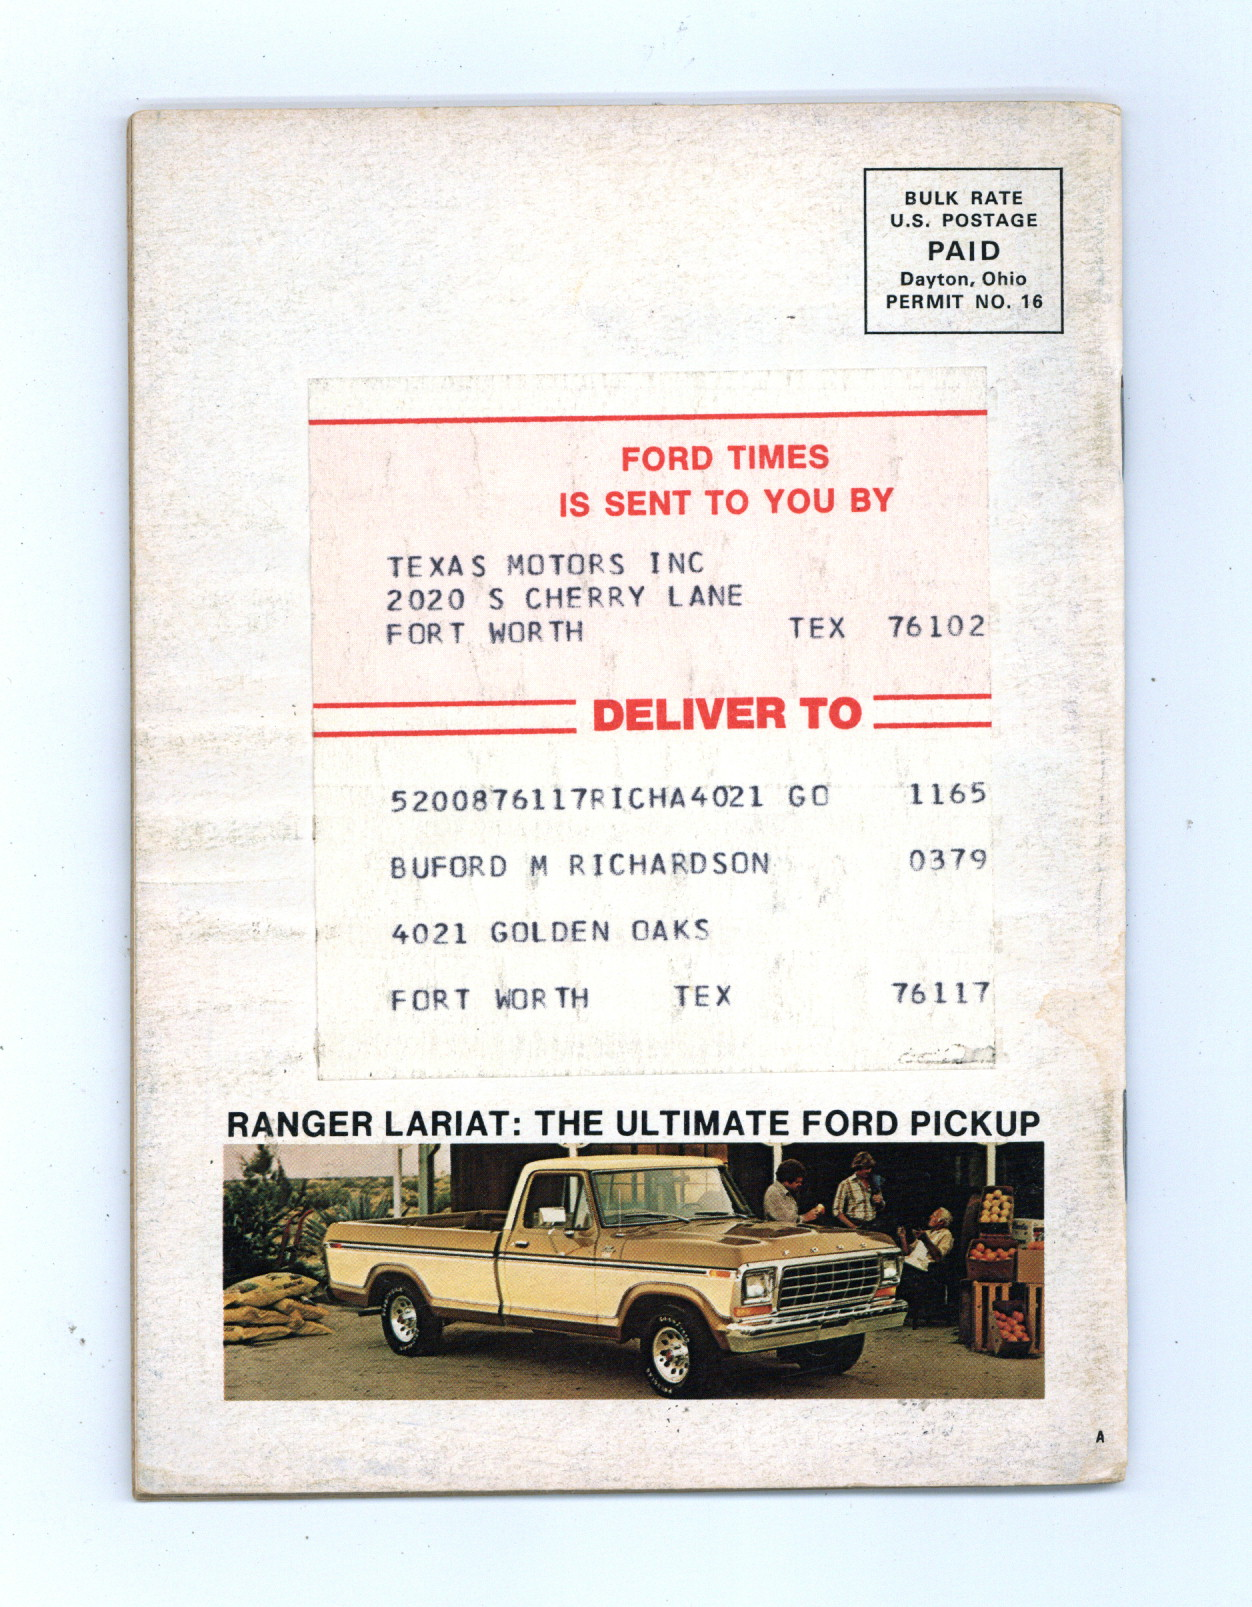 BULK RATE
U.S. POSTAGE
PAID
Dayton, Ohio
PERMIT NO. 16
FORD TIMES
IS SENT TO YOU BY
TEXAS MOTORS INC
2020 S CHERRY LANE
FORT WORTH TEX 76102
DELIVER TO
5200876117RICHA4021 GO 1165
BUFORD M RICHARDSON 0379
4021 GOLDEN OAKS
FORT WORTH TEX 76117
RANGER LARIAT: THE ULTIMATE FORD PICKUP
FORD
A